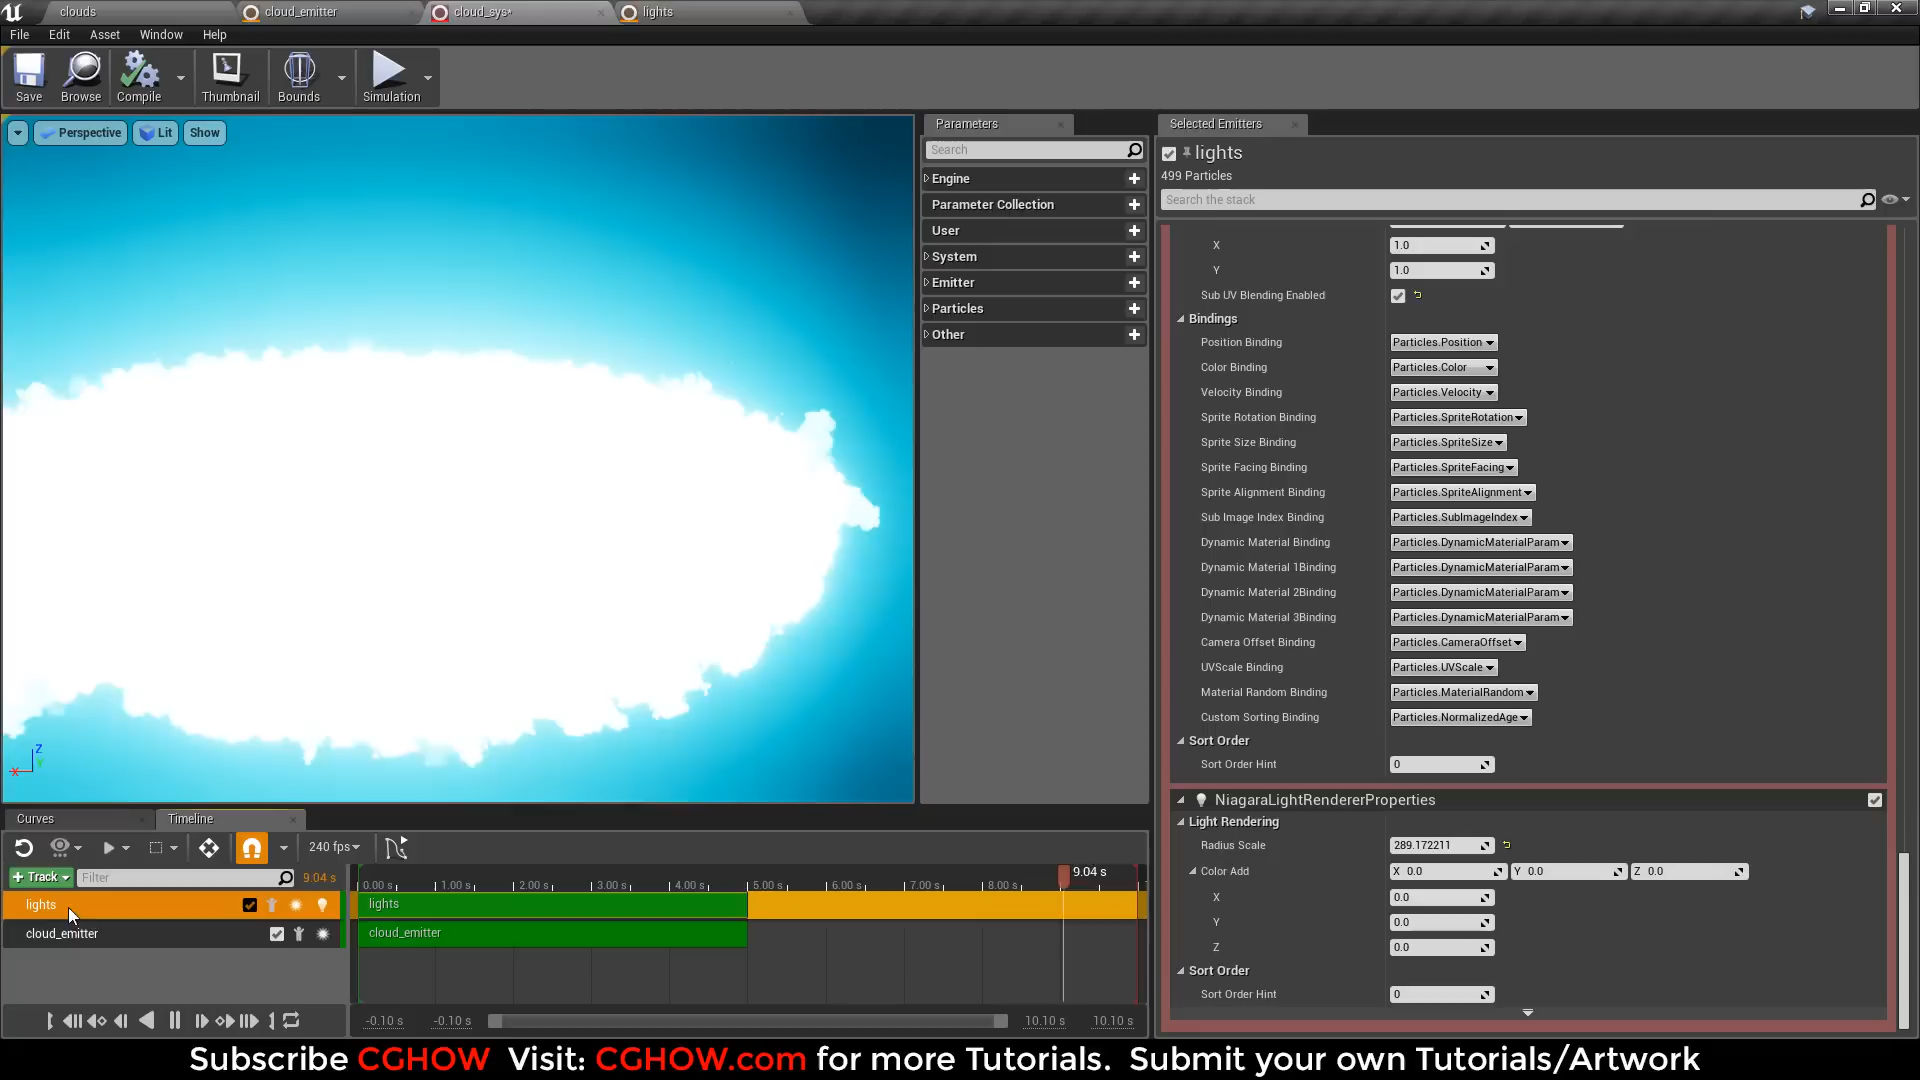 clouds
cloud_emitter
cloud_sys*
lights
File
Edit
Asset
Window
Help
Save
Browse
Compile
Thumbnail
Bounds
Simulation
Perspective
Lit
Show
Parameters
Search
Engine
Parameter Collection
User
System
Emitter
Particles
Other
Selected Emitters
lights
499 Particles
Search the stack
X 1.0
Y 1.0
Sub UV Blending Enabled
Bindings
Position Binding Particles.Position
Color Binding Particles.Color
Velocity Binding Particles.Velocity
Sprite Rotation Binding Particles.SpriteRotation
Sprite Size Binding Particles.SpriteSize
Sprite Facing Binding Particles.SpriteFacing
Sprite Alignment Binding Particles.SpriteAlignment
Sub Image Index Binding Particles.SubImageIndex
Dynamic Material Binding Particles.DynamicMaterialParam
Dynamic Material 1Binding Particles.DynamicMaterialParam
Dynamic Material 2Binding Particles.DynamicMaterialParam
Dynamic Material 3Binding Particles.DynamicMaterialParam
Camera Offset Binding Particles.CameraOffset
UVScale Binding Particles.UVScale
Material Random Binding Particles.MaterialRandom
Custom Sorting Binding Particles.NormalizedAge
Sort Order
Sort Order Hint 0
NiagaraLightRendererProperties
Light Rendering
Radius Scale 289.172211
Color Add X 0.0 Y 0.0 Z 0.0
X 0.0
Y 0.0
Z 0.0
Sort Order
Sort Order Hint 0
Z
Y
X
Curves
Timeline
240 fps
+ Track
Filter
9.04 s
9.04 s
0.00 s 1.00 s 2.00 s 3.00 s 4.00 s 5.00 s 6.00 s 7.00 s 8.00 s
lights
lights
cloud_emitter
cloud_emitter
-0.10 s
-0.10 s
10.10 s
10.10 s
Subscribe CGHOW Visit: CGHOW.com for more Tutorials. Submit your own Tutorials/Artwork